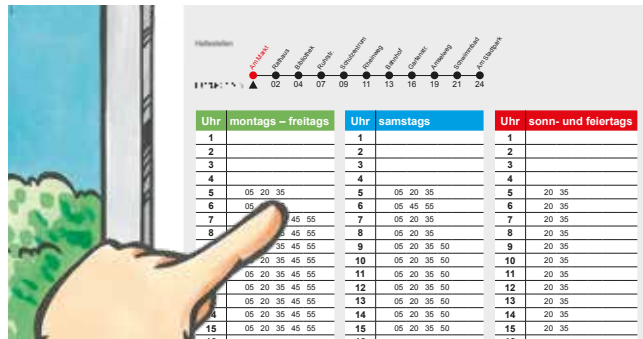 Haltestellen
Am Markt Rathaus Bibliothek Ruhrstr. Schulzentrum Rheinweg Bahnhof Gartenstr. Amselweg Schwimmbad Am Stadtpark
02 04 07 09 11 13 16 19 21 24
Uhr montags – freitags Uhr samstags Uhr sonn- und feiertags
1 1 1
2 2 2
3 3 3
4 4 4
5 05 20 35 5 05 20 35 5 20 35
6 05 6 05 45 55 6 20 35
7 45 55 7 05 20 35 7 20 35
8 45 55 8 05 20 35 8 20 35
35 45 55 9 05 20 35 50 9 20 35
20 35 45 55 10 05 20 35 50 10 20 35
05 20 35 45 55 11 05 20 35 50 11 20 35
05 20 35 45 55 12 05 20 35 50 12 20 35
05 20 35 45 55 13 05 20 35 50 13 20 35
4 05 20 35 45 55 14 05 20 35 50 14 20 35
15 05 20 35 45 55 15 05 20 35 50 15 20 35